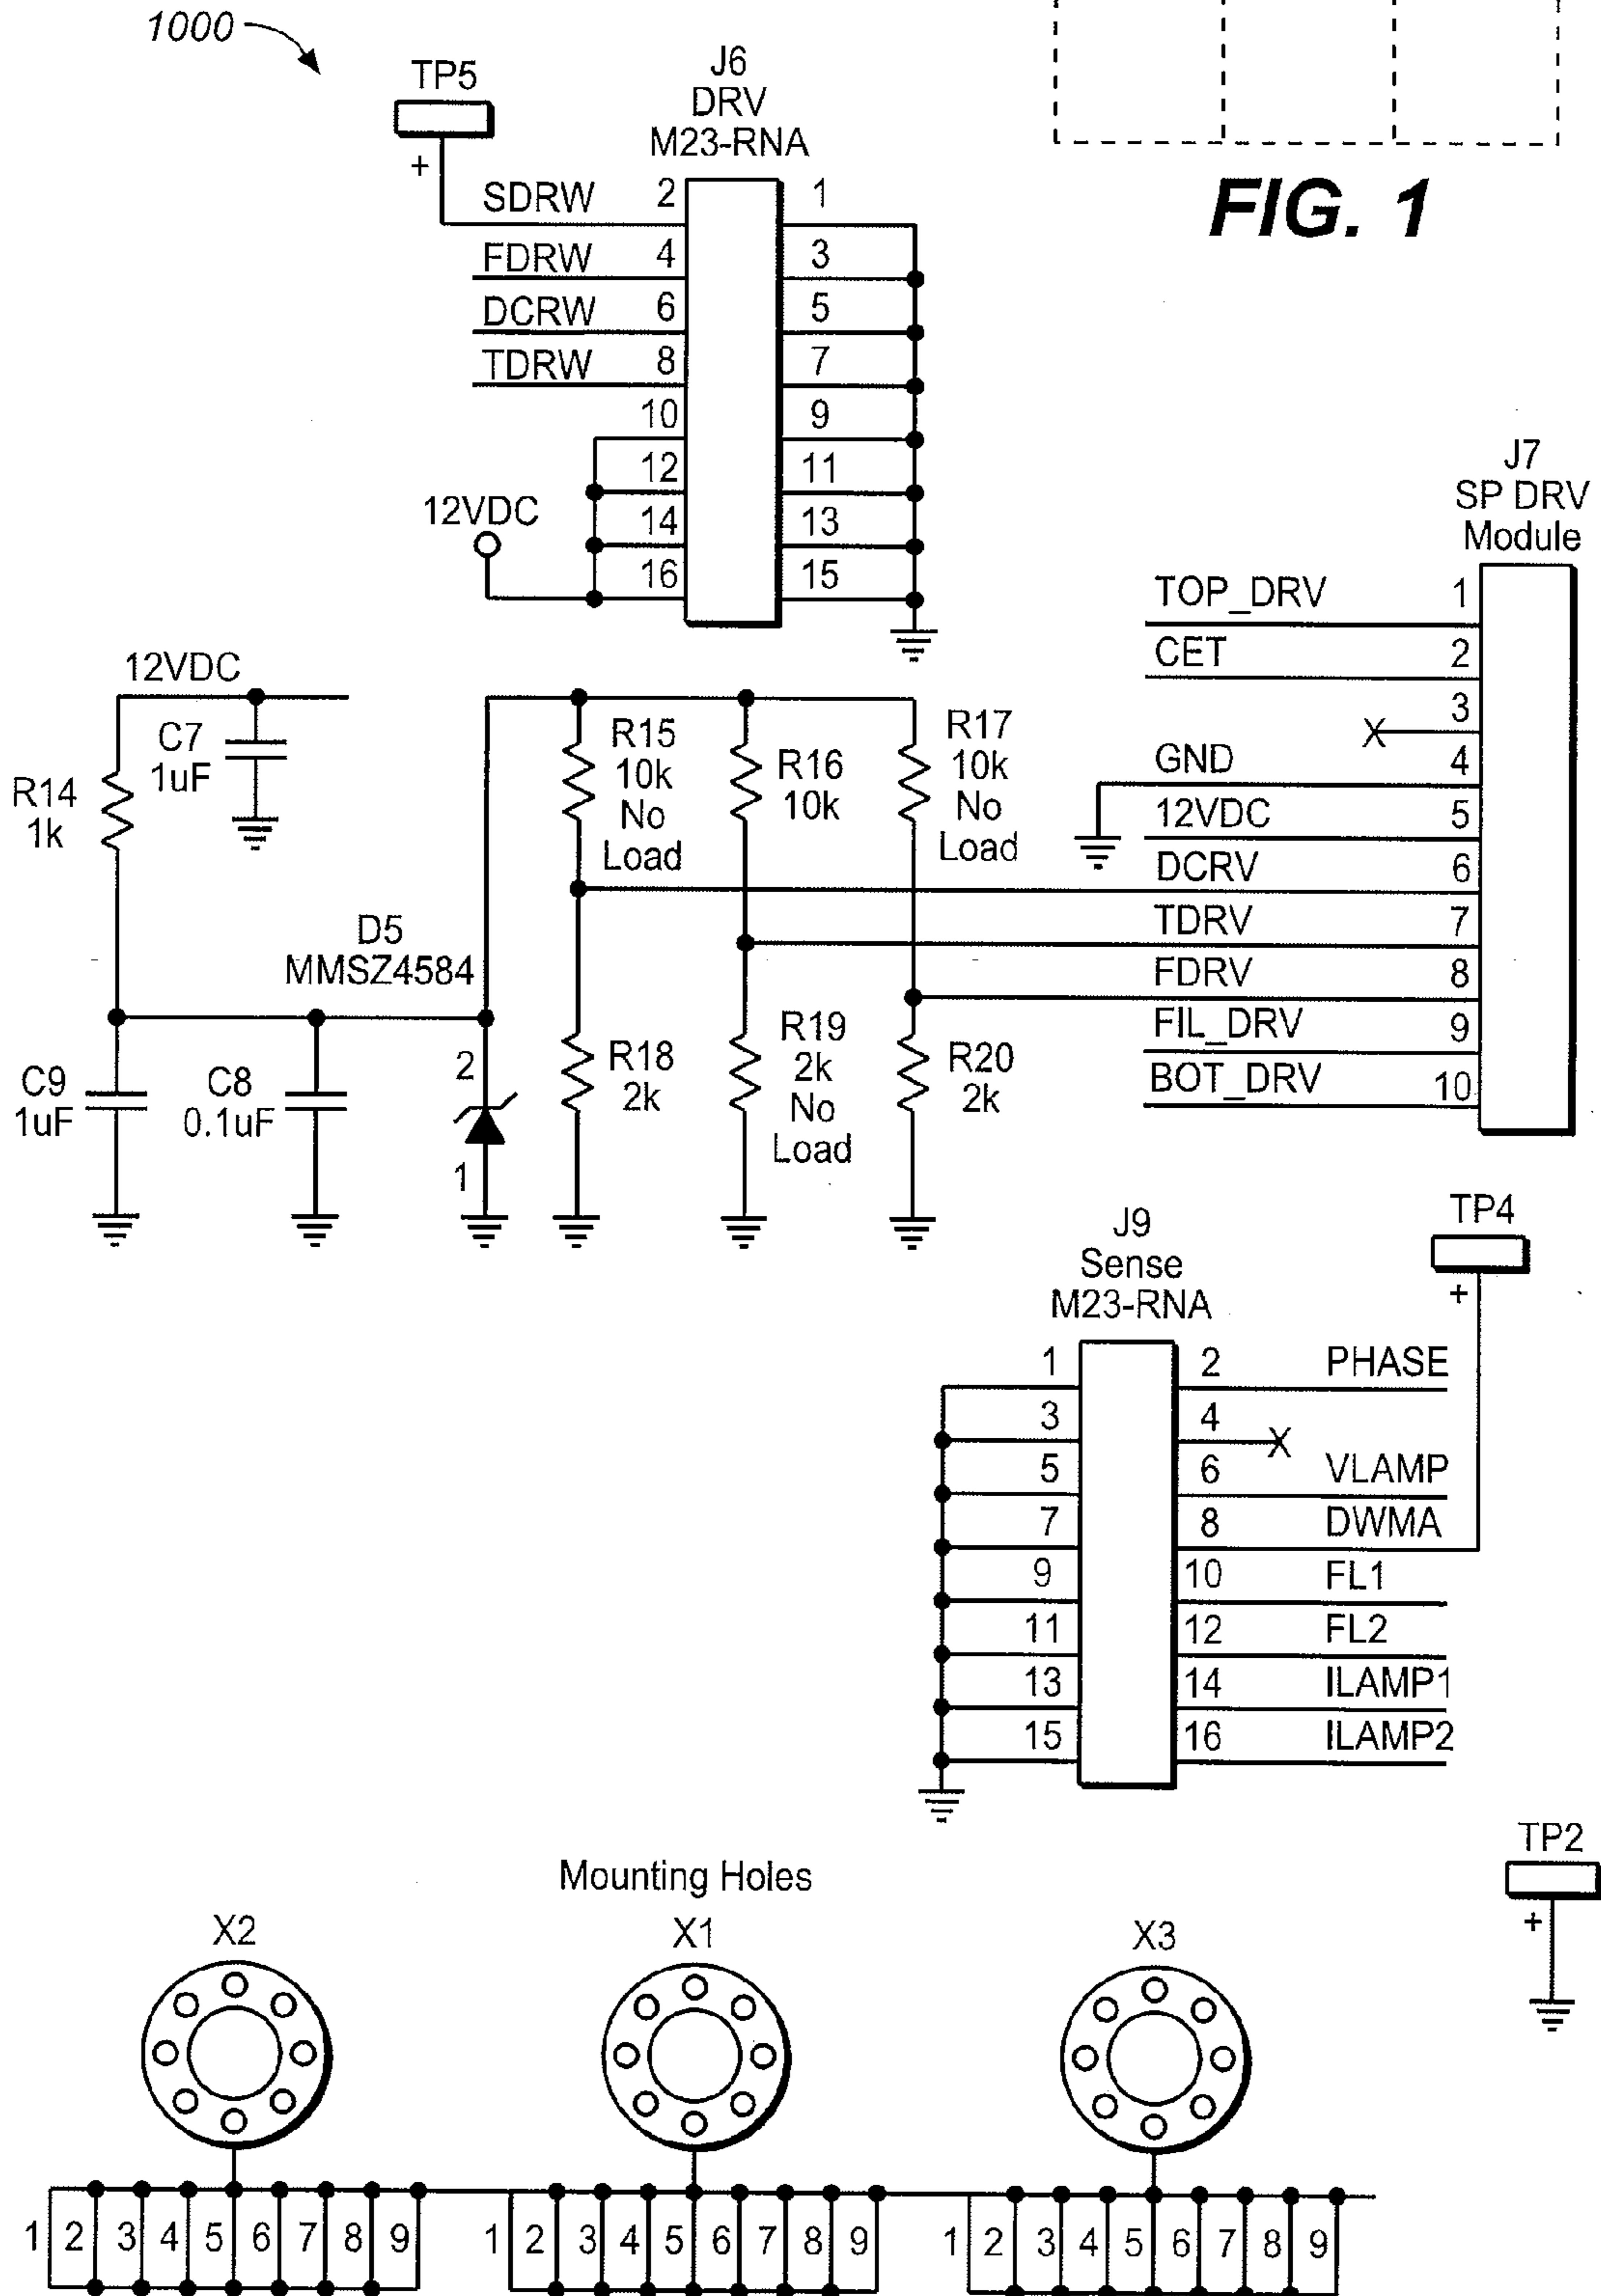 1000
TP5
+
J6
DRV
M23-RNA
FIG. 1
SDRW 2 1
FDRW 4 3
DCRW 6 5
TDRW 8 7
10 9
12 11
12VDC
14 13
16 15
J7
SP DRV
Module
TOP_DRV 1
CET 2
3
X
GND 4
12VDC 5
DCRV 6
TDRV 7
FDRV 8
FIL_DRV 9
BOT_DRV 10
12VDC
C7
1uF
R14
1k
R15
10k
No
Load
R16
10k
R17
10k
No
Load
D5
MMSZ4584
C9
1uF
C8
0.1uF
2
1
R18
2k
R19
2k
No
Load
R20
2k
TP4
+
J9
Sense
M23-RNA
1 2 PHASE
3 4 X
5 6 VLAMP
7 8 DWMA
9 10 FL1
11 12 FL2
13 14 ILAMP1
15 16 ILAMP2
TP2
+
Mounting Holes
X2 X1 X3
1 2 3 4 5 6 7 8 9 1 2 3 4 5 6 7 8 9 1 2 3 4 5 6 7 8 9